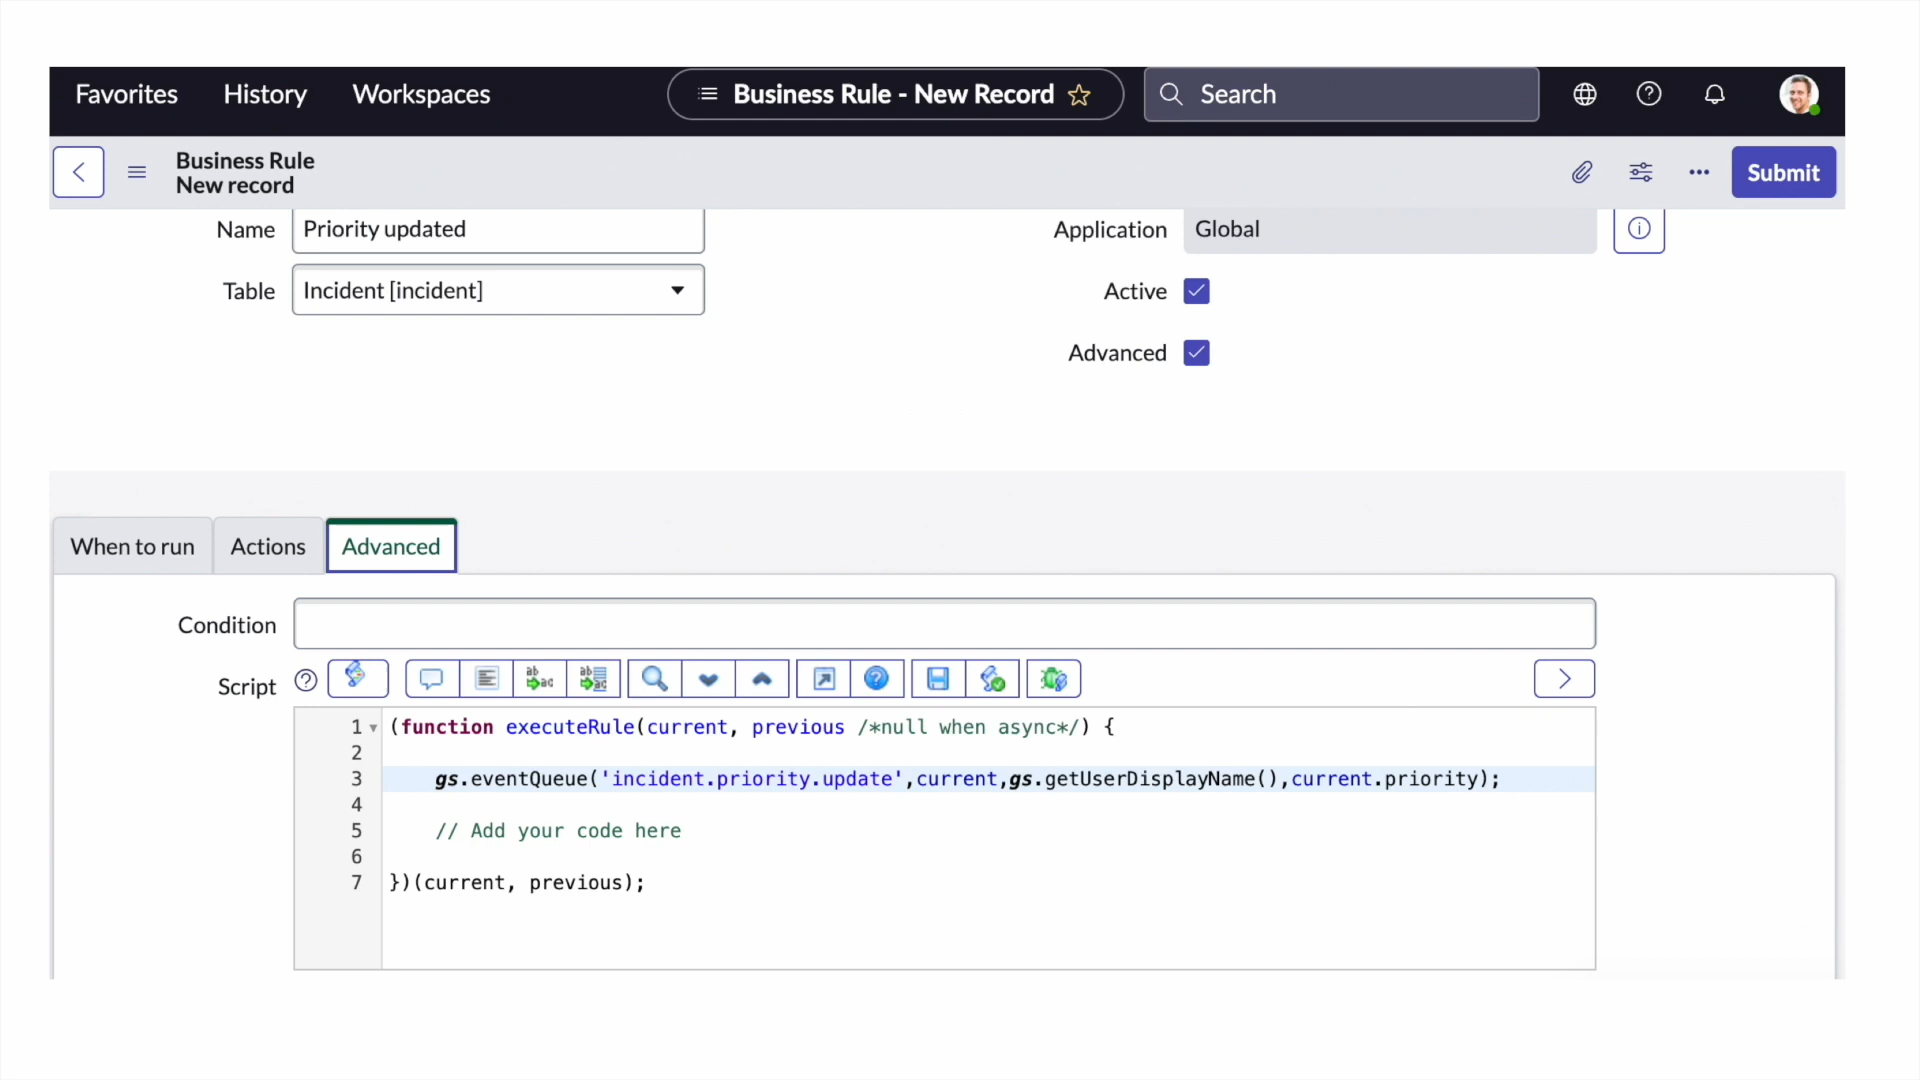 Favorites History Workspaces Business Rule - New Record Search
Business Rule
New record
Submit
Name Priority updated Application Global
Table Incident [incident] Active
Advanced
When to run Actions Advanced
Condition
Script
1 (function executeRule(current, previous /*null when async*/) {
2
3 gs.eventQueue('incident.priority.update',current,gs.getUserDisplayName(),current.priority);
4
5 // Add your code here
6
7 })(current, previous);